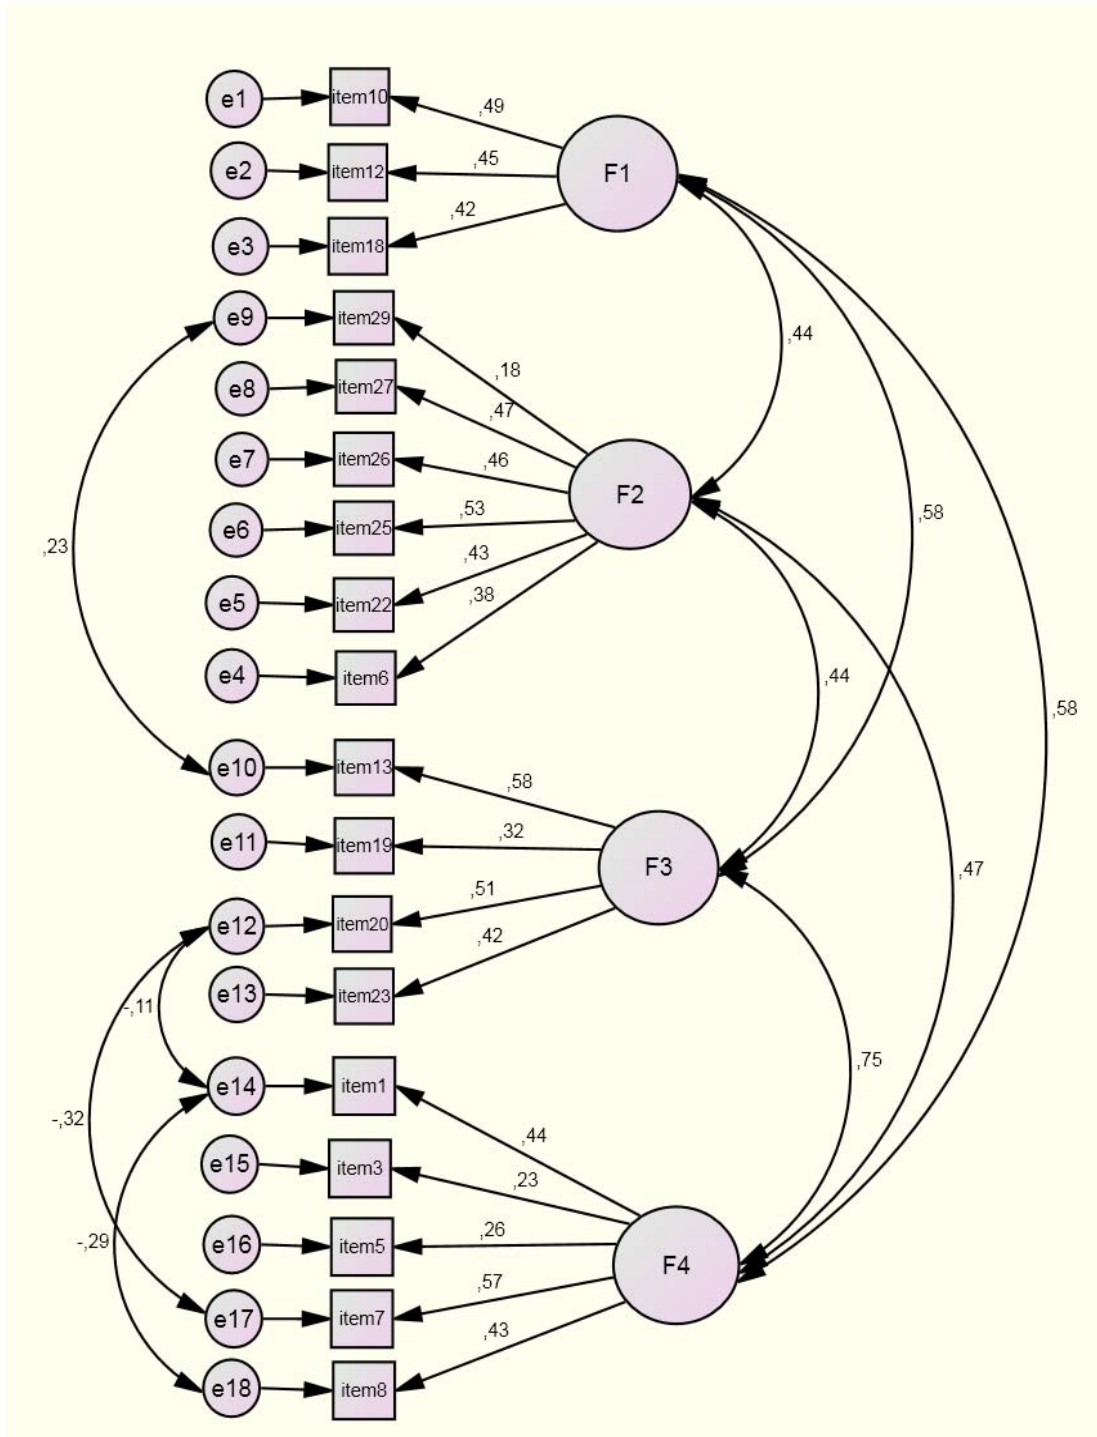 e1 item10 ,49
F1
e2 item12 ,45
e3 item18 ,42
e9 item29 ,18
,44
e8 item27 ,47
e7 item26 ,46
F2
e6 item25 ,53
,58
,23
e5 item22 ,43
e4 item6 ,38
,44
,58
e10 item13 ,58
e11 item19 ,32
F3
,47
e12 item20 ,51
e13 item23 ,42
-,11
e14 item1 ,44
,75
-,32
e15 item3 ,23
e16 item5 ,26
-,29
F4
e17 item7 ,57
e18 item8 ,43